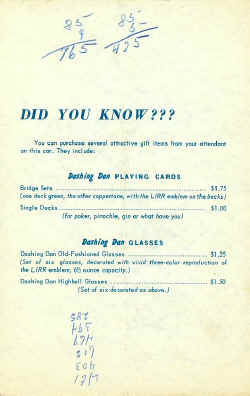 85 85
9 5
765 425
DID YOU KNOW???
You can purchase several attractive gift items from your attendant
on this car. They include:
Dashing Dan PLAYING CARDS
Bridge Sets $3.75
(one deck green, the other coppertone, with the LIRR emblem on the backs)
Single Decks $1.00
(for poker, pinochle, gin or what have you)
Dashing Dan GLASSES
Dashing Dan Old-Fashioned Glasses $1.25
(Set of six glasses, decorated with vivid three-color reproduction of
the LIRR emblem, 6½ ounce capacity.)
Dashing Dan Highball Glasses $1.50
(Set of six decorated as above.)